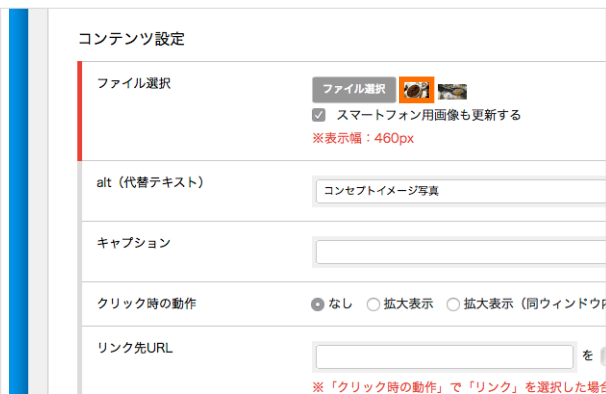 コンテンツ設定
ファイル選択
ファイル選択
スマートフォン用画像も更新する
※表示幅：460px
alt（代替テキスト）
コンセプトイメージ写真
キャプション
クリック時の動作
なし 拡大表示 拡大表示（同ウィンドウ内
リンク先URL
を
※「クリック時の動作」で「リンク」を選択した場合